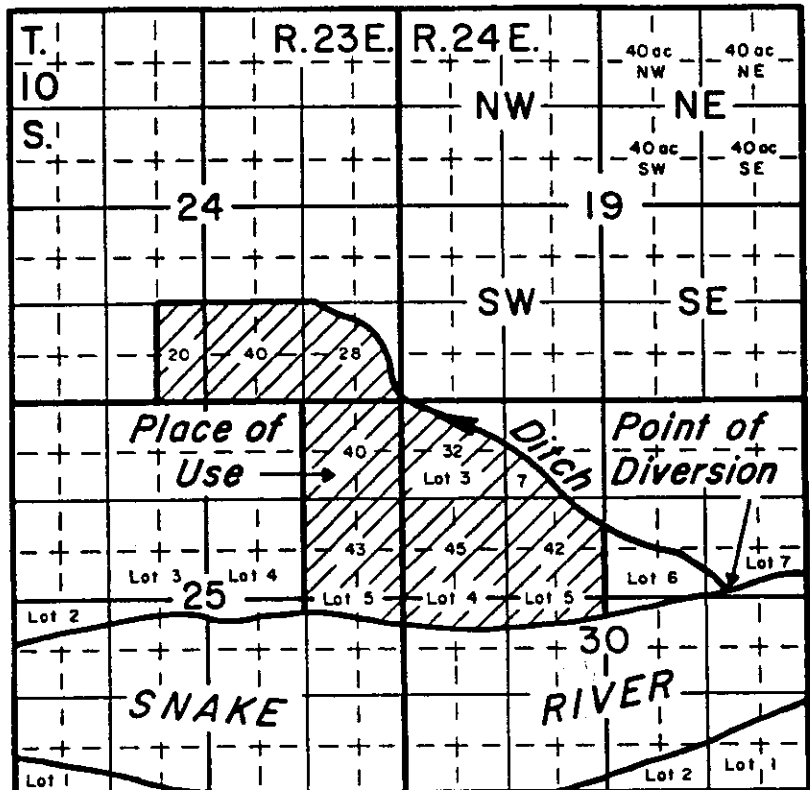 T. R.23E. R.24E. 40 ac 40 ac
10 NW NE
S. NW NE
40 ac 40 ac
SW SE
24 19
SW SE
20 40 28
Place of Use
40 32 Ditch Point of Diversion
Lot 3 7
43 45 42
Lot 3 Lot 4 Lot 5 Lot 4 Lot 5 Lot 6 Lot 7
Lot 2 25
30
SNAKE RIVER
Lot 1 Lot 2 Lot 1